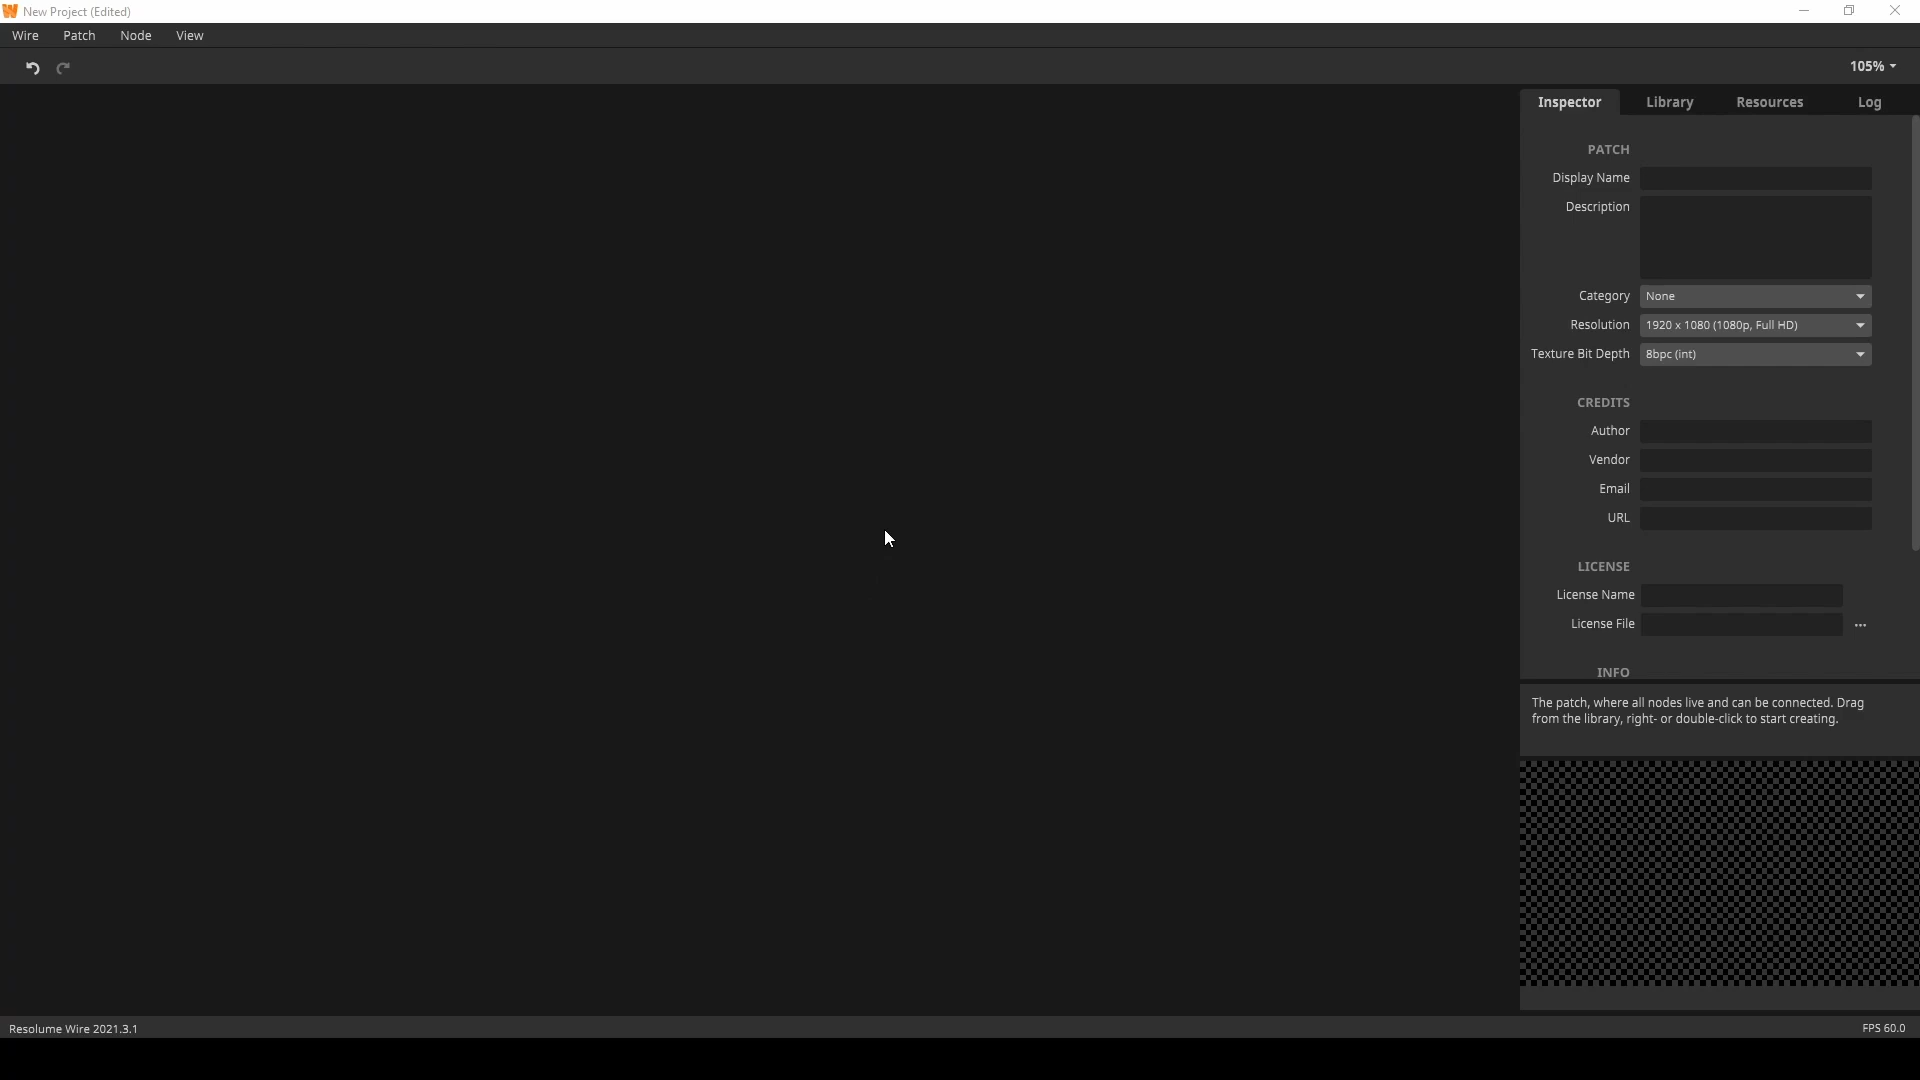 New Project (Edited)
Wire Patch Node View
105%
Inspector Library Resources Log
PATCH
Display Name
Description
Category None
Resolution 1920 x 1080 (1080p, Full HD)
Texture Bit Depth 8bpc (int)
CREDITS
Author
Vendor
Email
URL
LICENSE
License Name
License File ...
INFO
The patch, where all nodes live and can be connected. Drag
from the library, right- or double-click to start creating.
Resolume Wire 2021.3.1 FPS 60.0